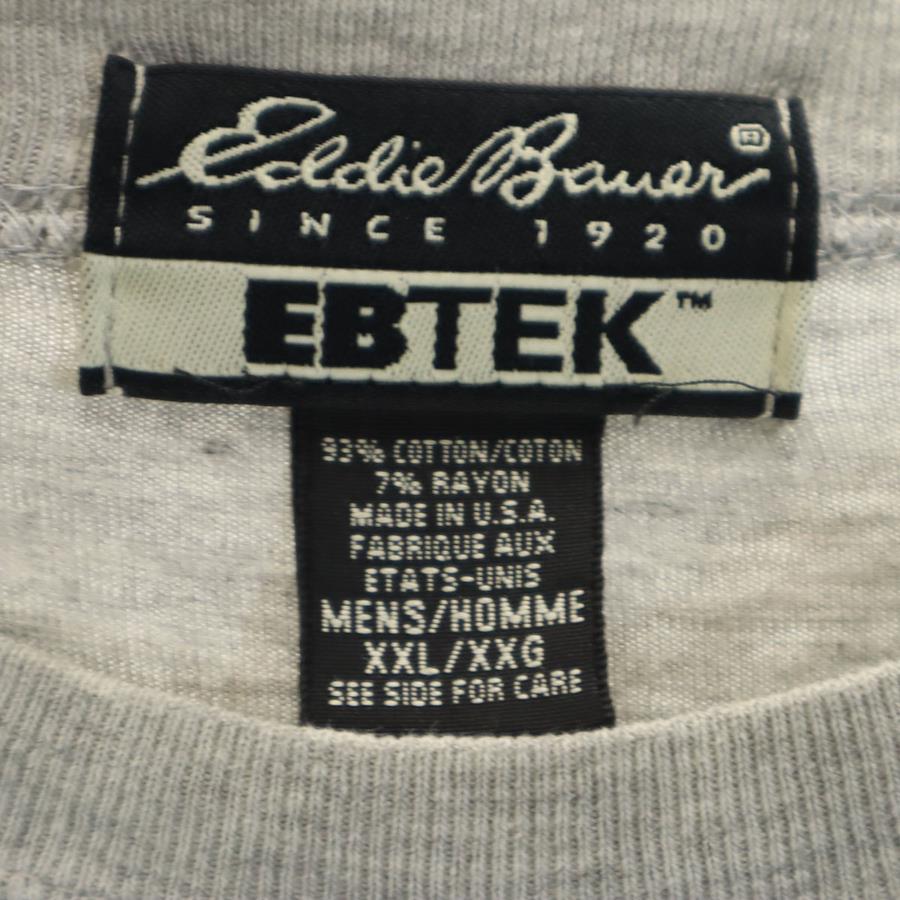 Eddie Bauer®
SINCE 1920
EBTEK™
93% COTTON/COTON
7% RAYON
MADE IN U.S.A.
FABRIQUE AUX
ETATS-UNIS
MENS/HOMME
XXL/XXG
SEE SIDE FOR CARE